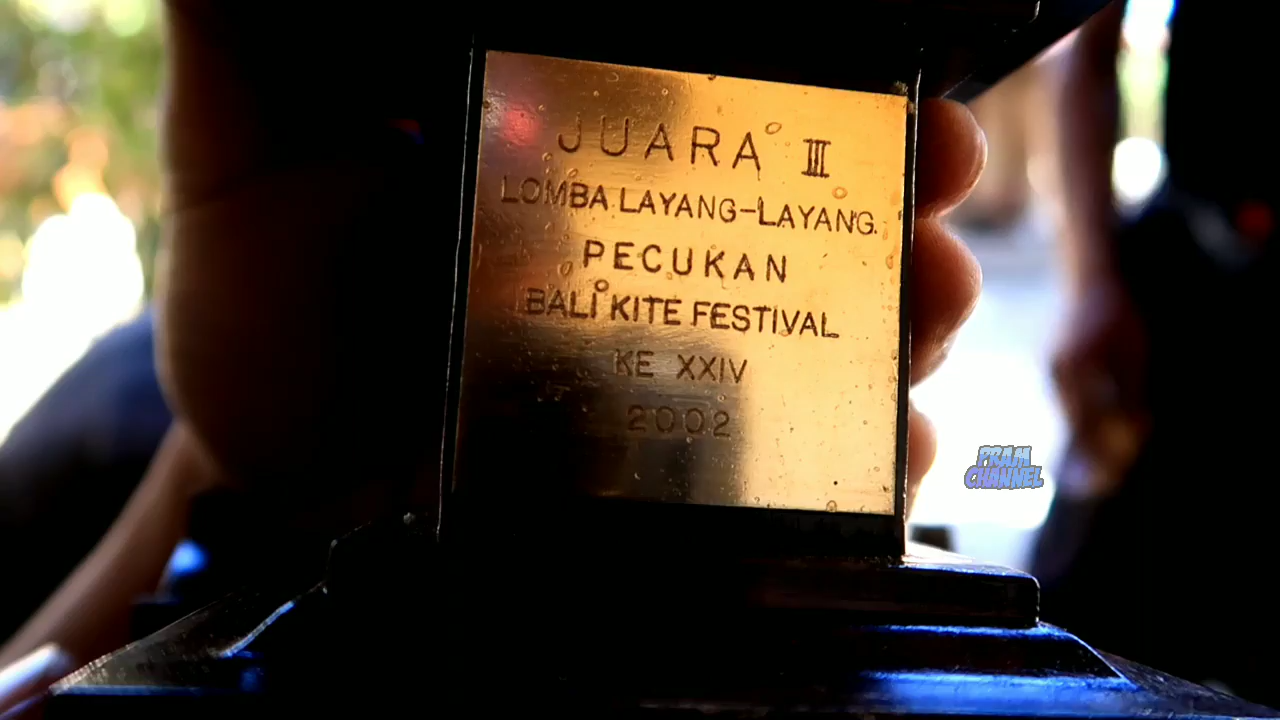 JUARA III
LOMBA LAYANG-LAYANG.
PECUKAN
BALI KITE FESTIVAL
KE XXIV
2002
PRAM
CHANNEL